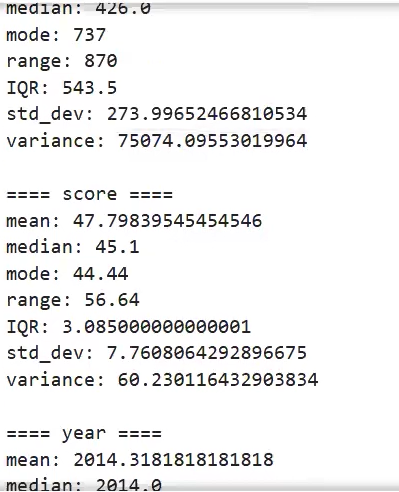 median: 426.0
mode: 737
range: 870
IQR: 543.5
std_dev: 273.99652466810534
variance: 75074.09553019964
==== score ====
mean: 47.79839545454546
median: 45.1
mode: 44.44
range: 56.64
IQR: 3.085000000000001
std_dev: 7.7608064292896675
variance: 60.230116432903834
==== year ====
mean: 2014.3181818181818
median: 2014.0